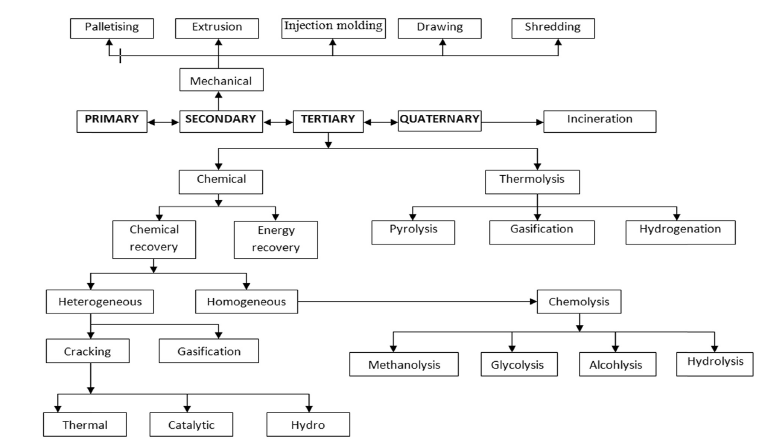 Palletising
Extrusion
Injection molding
Drawing
Shredding
Mechanical
PRIMARY
SECONDARY
TERTIARY
QUATERNARY
Incineration
Chemical
Thermolysis
Chemical
recovery
Energy
recovery
Pyrolysis
Gasification
Hydrogenation
Heterogeneous
Homogeneous
Chemolysis
Cracking
Gasification
Methanolysis
Glycolysis
Alcohlysis
Hydrolysis
Thermal
Catalytic
Hydro